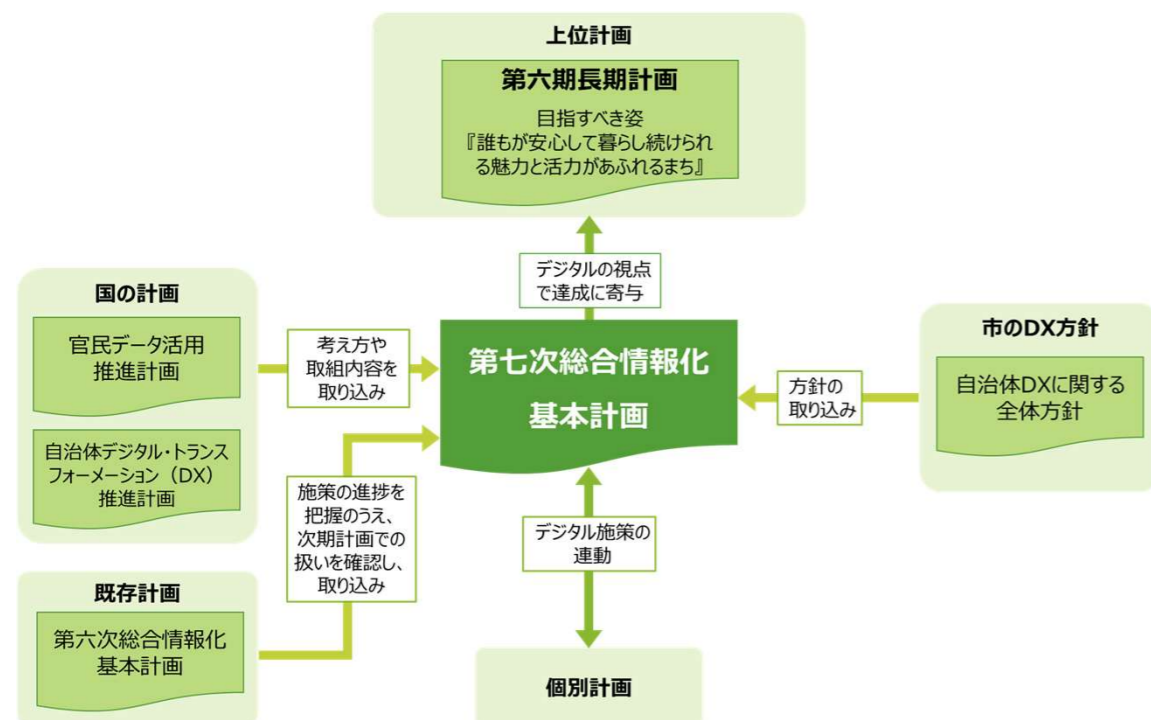 上位計画
第六期長期計画
目指すべき姿
『誰もが安心して暮らし続けられ
る魅力と活力があふれるまち』
デジタルの視点
で達成に寄与
国の計画
官民データ活用
推進計画
自治体デジタル・トランス
フォーメーション（DX）
推進計画
考え方や
取組内容を
取り込み
第七次総合情報化
基本計画
方針の
取り込み
市のDX方針
自治体DXに関する
全体方針
施策の進捗を
把握のうえ、
次期計画での
扱いを確認し、
取り込み
既存計画
第六次総合情報化
基本計画
デジタル施策の
連動
個別計画